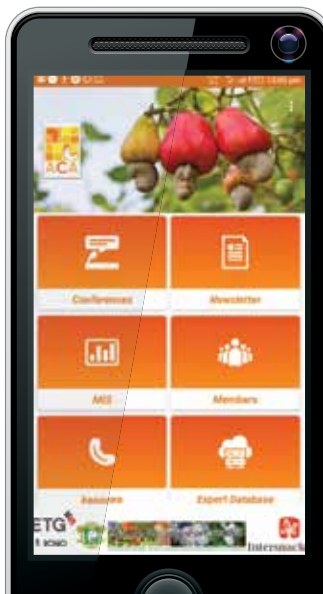 ACA
Conferences
Newsletter
MIS
Members
Expert Database
ETG
Intersnack